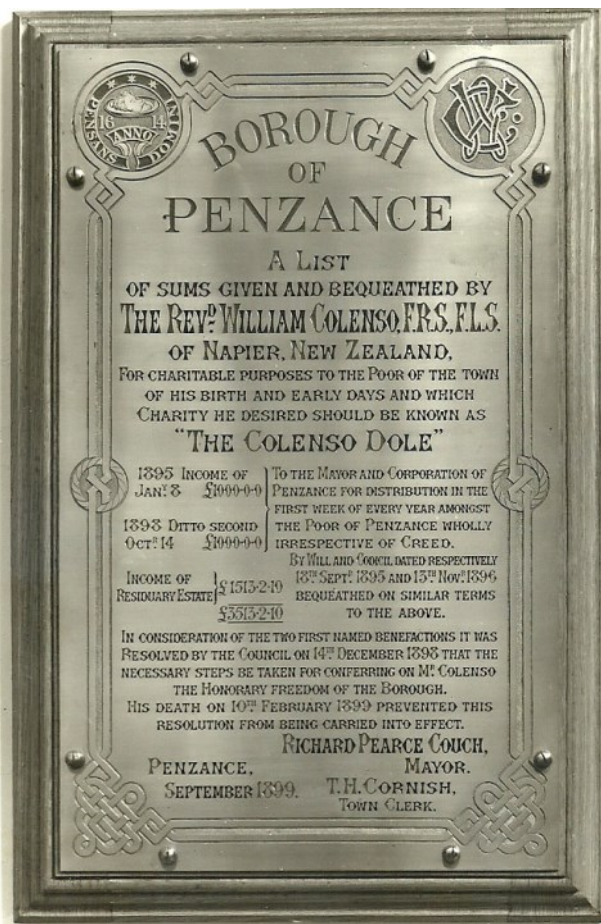 PENSANS ANNO DOMINI
16 14
ANNO
BOROUGH
OF
PENZANCE
A LIST
OF SUMS GIVEN AND BEQUEATHED BY
THE REVD. WILLIAM COLENSO, F.R.S., F.L.S.
OF NAPIER, NEW ZEALAND,
FOR CHARITABLE PURPOSES TO THE POOR OF THE TOWN
OF HIS BIRTH AND EARLY DAYS AND WHICH
CHARITY HE DESIRED SHOULD BE KNOWN AS
"THE COLENSO DOLE"
1895 INCOME OF
JANY. 8 £1000-0-0
1898 DITTO SECOND
OCTR. 14 £1000-0-0
TO THE MAYOR AND CORPORATION OF
PENZANCE FOR DISTRIBUTION IN THE
FIRST WEEK OF EVERY YEAR AMONGST
THE POOR OF PENZANCE WHOLLY
IRRESPECTIVE OF CREED.
INCOME OF
RESIDUARY ESTATE £1513-2-10
£3513-2-10
BY WILL AND CODICIL DATED RESPECTIVELY
18TH SEPT. 1895 AND 13TH NOV. 1896
BEQUEATHED ON SIMILAR TERMS
TO THE ABOVE.
IN CONSIDERATION OF THE TWO FIRST NAMED BENEFACTIONS IT WAS
RESOLVED BY THE COUNCIL ON 14TH DECEMBER 1898 THAT THE
NECESSARY STEPS BE TAKEN FOR CONFERRING ON MR. COLENSO
THE HONORARY FREEDOM OF THE BOROUGH.
HIS DEATH ON 10TH FEBRUARY 1899 PREVENTED THIS
RESOLUTION FROM BEING CARRIED INTO EFFECT.
RICHARD PEARCE COUCH,
MAYOR.
PENZANCE,
SEPTEMBER 1899.
T. H. CORNISH,
TOWN CLERK.